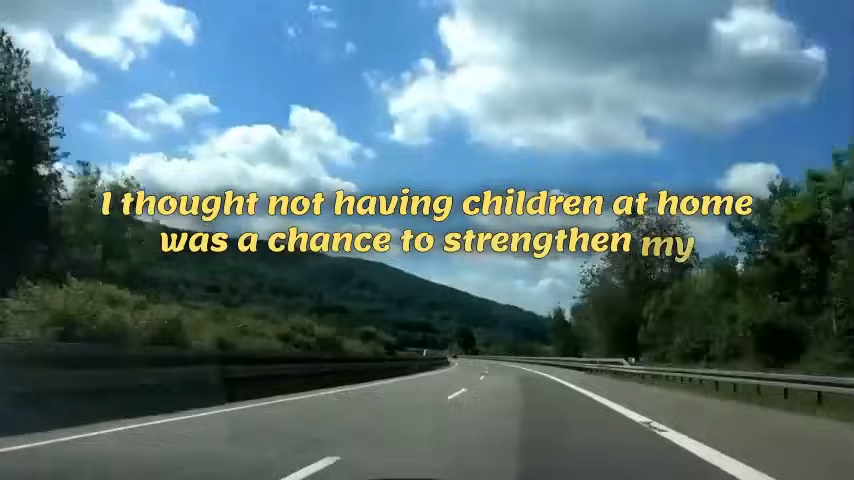 I thought not having children at home
was a chance to strengthen my